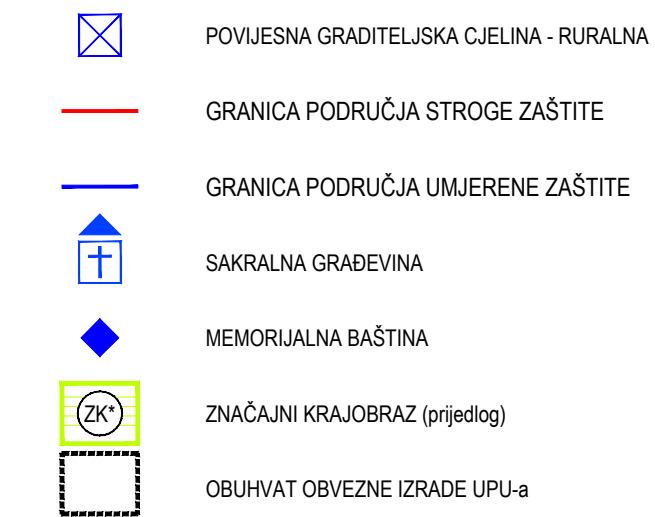 POVIJESNA GRADITELJSKA CJELINA - RURALNA
GRANICA PODRUČJA STROGE ZAŠTITE
GRANICA PODRUČJA UMJERENE ZAŠTITE
SAKRALNA GRAĐEVINA
MEMORIJALNA BAŠTINA
ZK* ZNAČAJNI KRAJOBRAZ (prijedlog)
OBUHVAT OBVEZNE IZRADE UPU-a